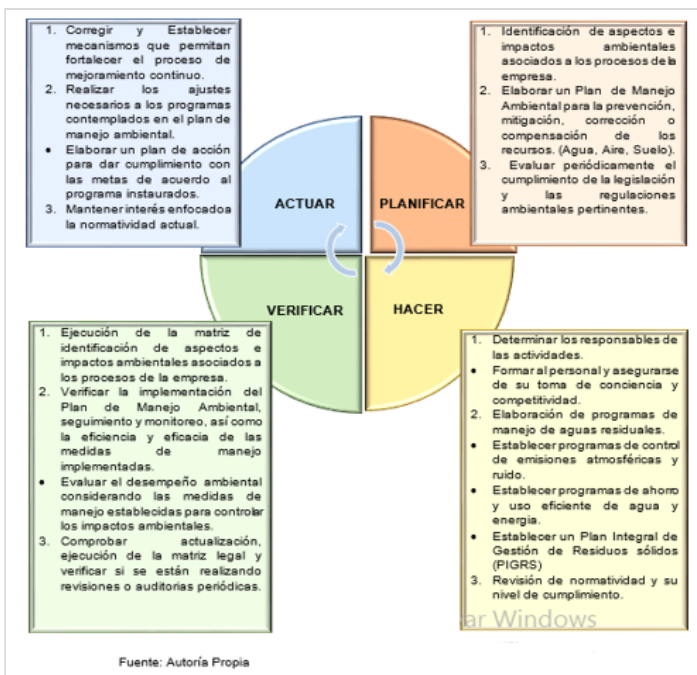 1. Corregir y Establecer
mecanismos que permitan
fortalecer el proceso de
mejoramiento continuo.
2. Realizar los ajustes
necesarios a los programas
contemplados en el plan de
manejo ambiental.
• Elaborar un plan de acción
para dar cumplimiento con
las metas de acuerdo al
programa instaurados.
3. Mantener interés enfocado a
la normatividad actual.
1. Identificación de aspectos e
impactos ambientales
asociados a los procesos de la
empresa.
2. Elaborar un Plan de Manejo
Ambiental para la prevención,
mitigación, corrección o
compensación de los
recursos. (Agua, Aire, Suelo).
3. Evaluar periódicamente el
cumplimiento de la legislación
y las regulaciones
ambientales pertinentes.
ACTUAR
PLANIFICAR
VERIFICAR
HACER
1. Ejecución de la matriz de
identificación de aspectos e
impactos ambientales asociados a
los procesos de la empresa.
2. Verificar la implementación del
Plan de Manejo Ambiental,
seguimiento y monitoreo, así como
la eficiencia y eficacia de las
medidas de manejo
implementadas.
• Evaluar el desempeño ambiental
considerando las medidas de
manejo establecidas para controlar
los impactos ambientales.
3. Comprobar actualización,
ejecución de la matriz legal y
verificar si se están realizando
revisiones o auditorias periódicas.
1. Determinar los responsables de
las actividades.
• Formar al personal y asegurarse
de su toma de conciencia y
competitividad.
2. Elaboración de programas de
manejo de aguas residuales.
• Establecer programas de control
de emisiones atmosféricas y
ruido.
• Establecer programas de ahorro
y uso eficiente de agua y
energia.
• Establecer un Plan Integral de
Gestión de Residuos sólidos
(PIGRS)
3. Revisión de normatividad y su
nivel de cumplimiento.
ar Windows
Fuente: Autoría Propia